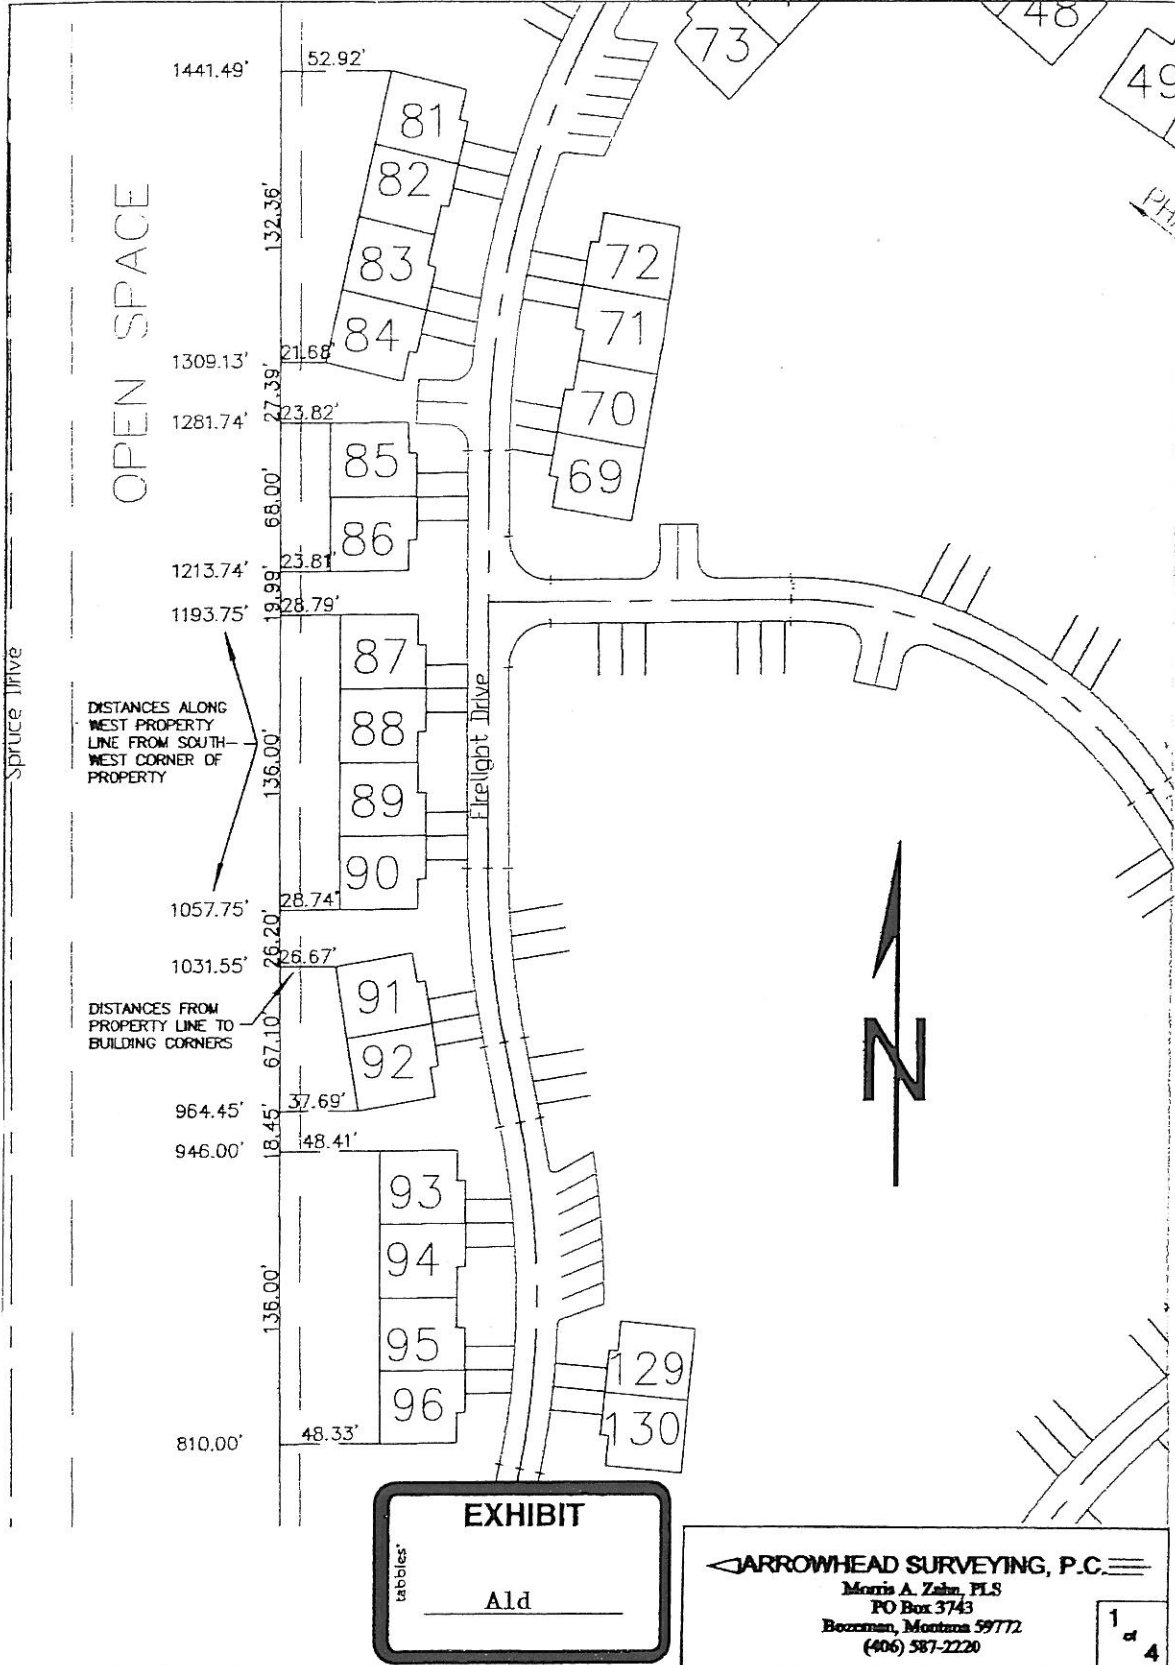 73
48
49
1441.49'
52.92'
81
82
132.36'
83
84
72
71
70
69
OPEN SPACE
1309.13'
21.68'
27.39'
1281.74'
23.82'
85
68.00'
86
1213.74'
23.81'
19.99'
1193.75'
28.79'
87
88
89
90
136.00'
Spruce Drive
Firelight Drive
DISTANCES ALONG
WEST PROPERTY
LINE FROM SOUTH-
WEST CORNER OF
PROPERTY
1057.75'
28.74'
26.20'
1031.55'
26.67'
91
92
67.10'
DISTANCES FROM
PROPERTY LINE TO
BUILDING CORNERS
N
964.45'
37.69'
18.45'
946.00'
48.41'
93
94
136.00'
95
96
129
130
810.00'
48.33'
EXHIBIT
tabbies'
A1d
ARROWHEAD SURVEYING, P.C.
Morris A. Zahn, PLS
PO Box 3743
Bozeman, Montana 59772
(406) 587-2220
1 of 4